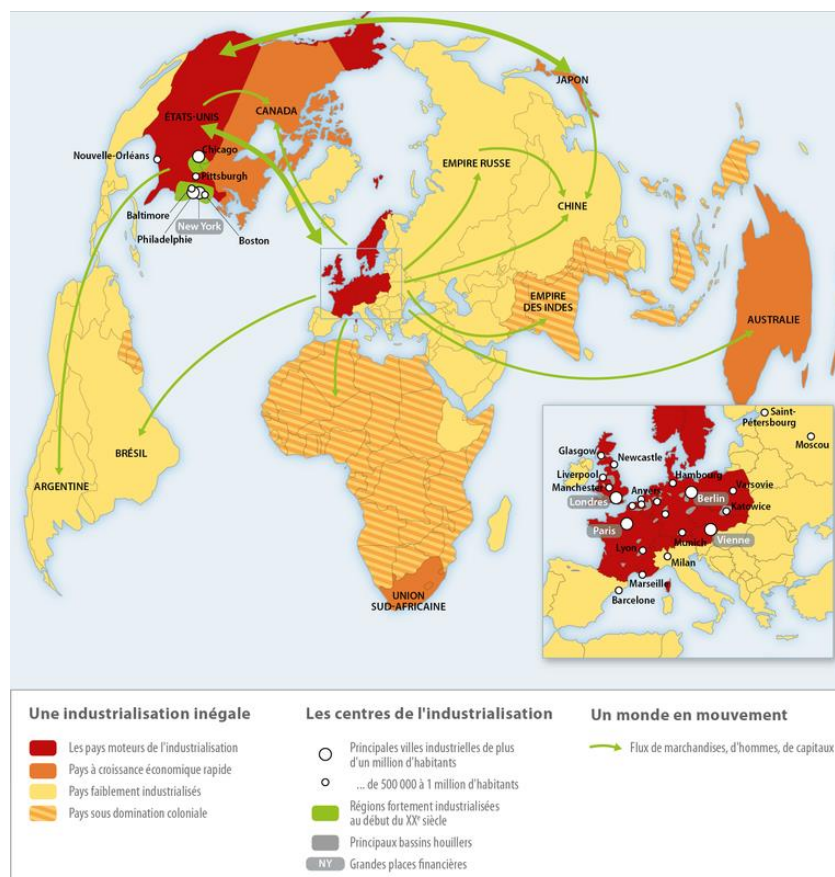 JAPON
CANADA
ÉTATS-UNIS
Nouvelle-Orléans
Chicago
EMPIRE RUSSE
Pittsburgh
CHINE
Baltimore
New York
Philadelphie
Boston
EMPIRE
DES INDES
AUSTRALIE
BRÉSIL
ARGENTINE
UNION
SUD-AFRICAINE
Saint-
Pétersbourg
Moscou
Glasgow
Newcastle
Liverpool
Hambourg
Manchester
Anvers
Varsovie
Londres
Berlin
Katowice
Paris
Vienne
Munich
Lyon
Milan
Marseille
Barcelone
Une industrialisation inégale
Les pays moteurs de l'industrialisation
Pays à croissance économique rapide
Pays faiblement industrialisés
Pays sous domination coloniale
Les centres de l'industrialisation
Principales villes industrielles de plus
d'un million d'habitants
... de 500 000 à 1 million d'habitants
Régions fortement industrialisées
au début du XXe siècle
Principaux bassins houillers
NY Grandes places financières
Un monde en mouvement
Flux de marchandises, d'hommes, de capitaux